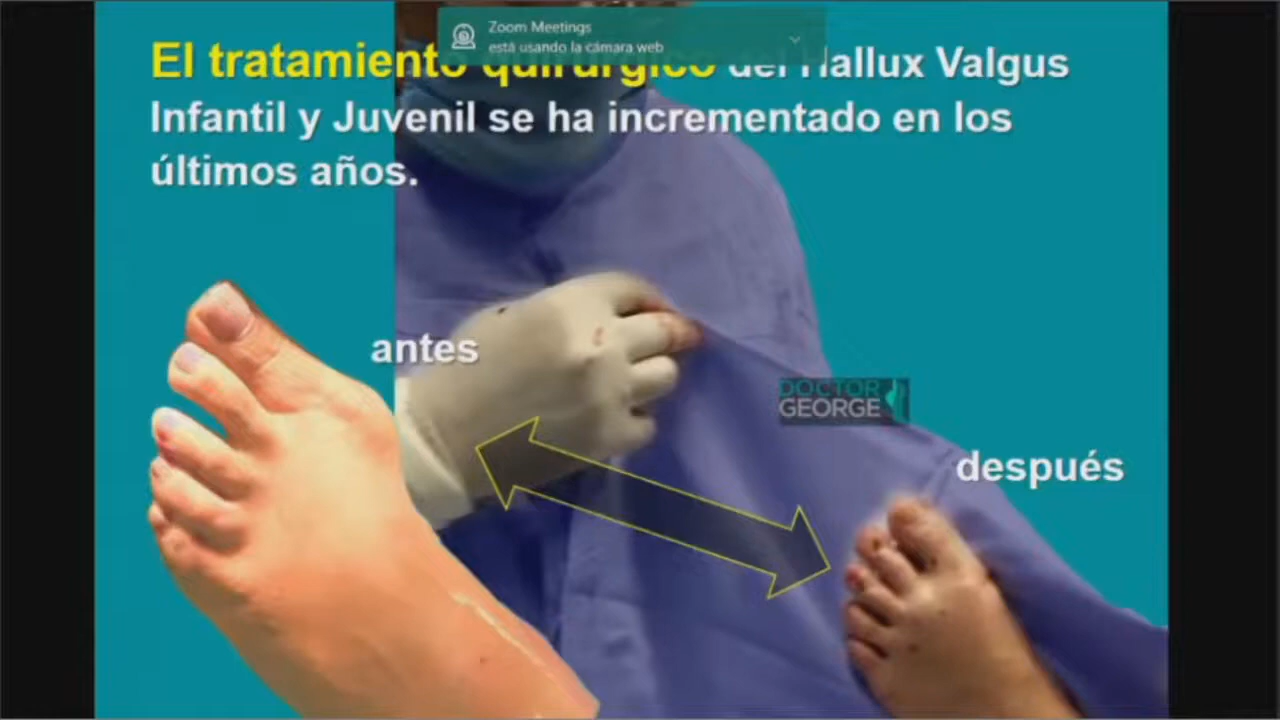 Zoom Meetings
está usando la cámara web
El tratamiento quirúrgico del Hallux Valgus
Infantil y Juvenil se ha incrementado en los
últimos años.
antes
DOCTOR
GEORGE
después